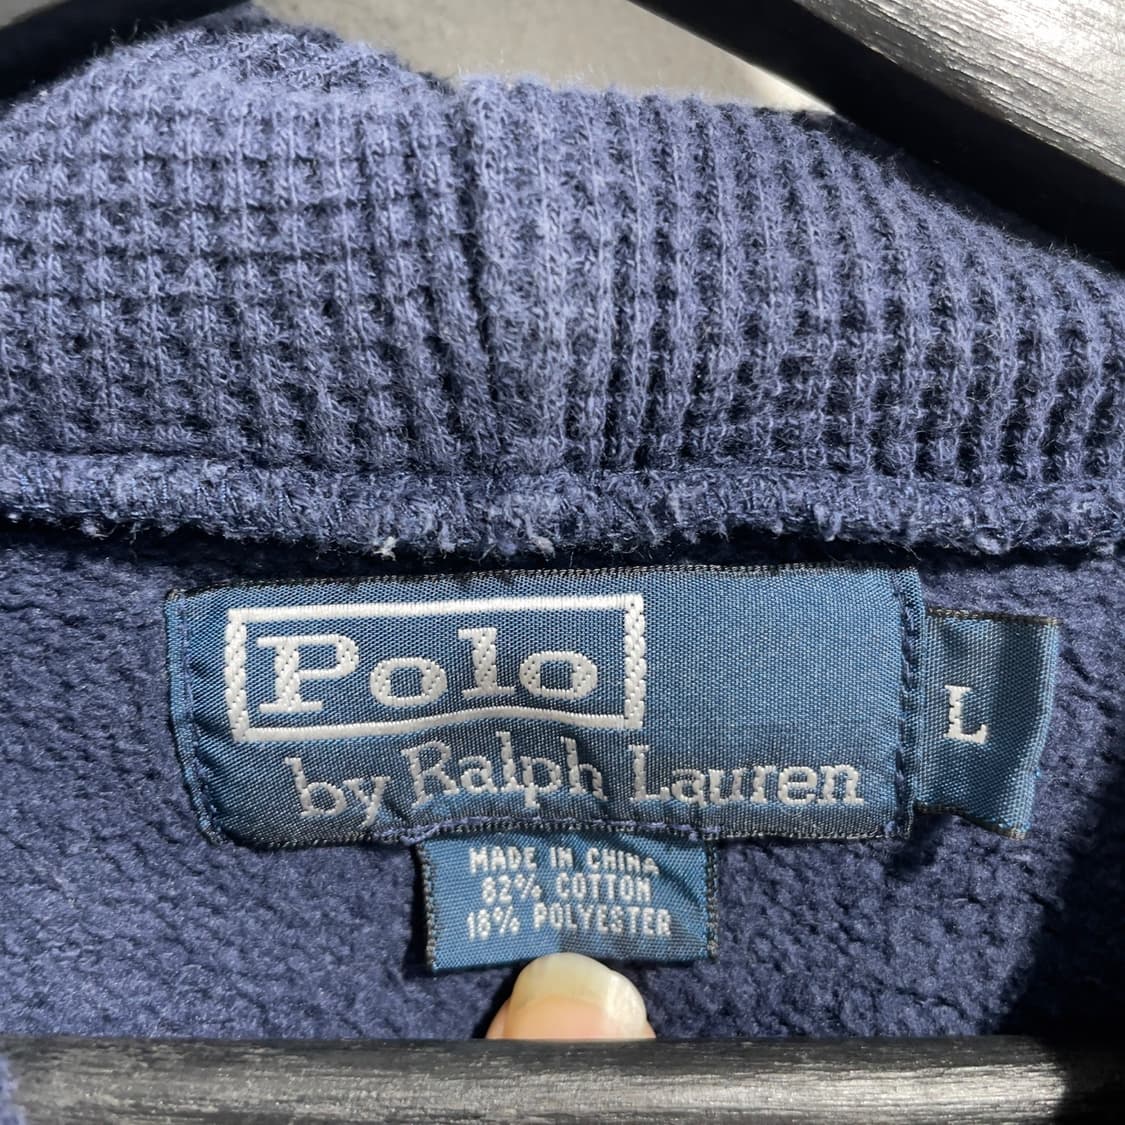 Polo
by Ralph Lauren
L
MADE IN CHINA
82% COTTON
18% POLYESTER